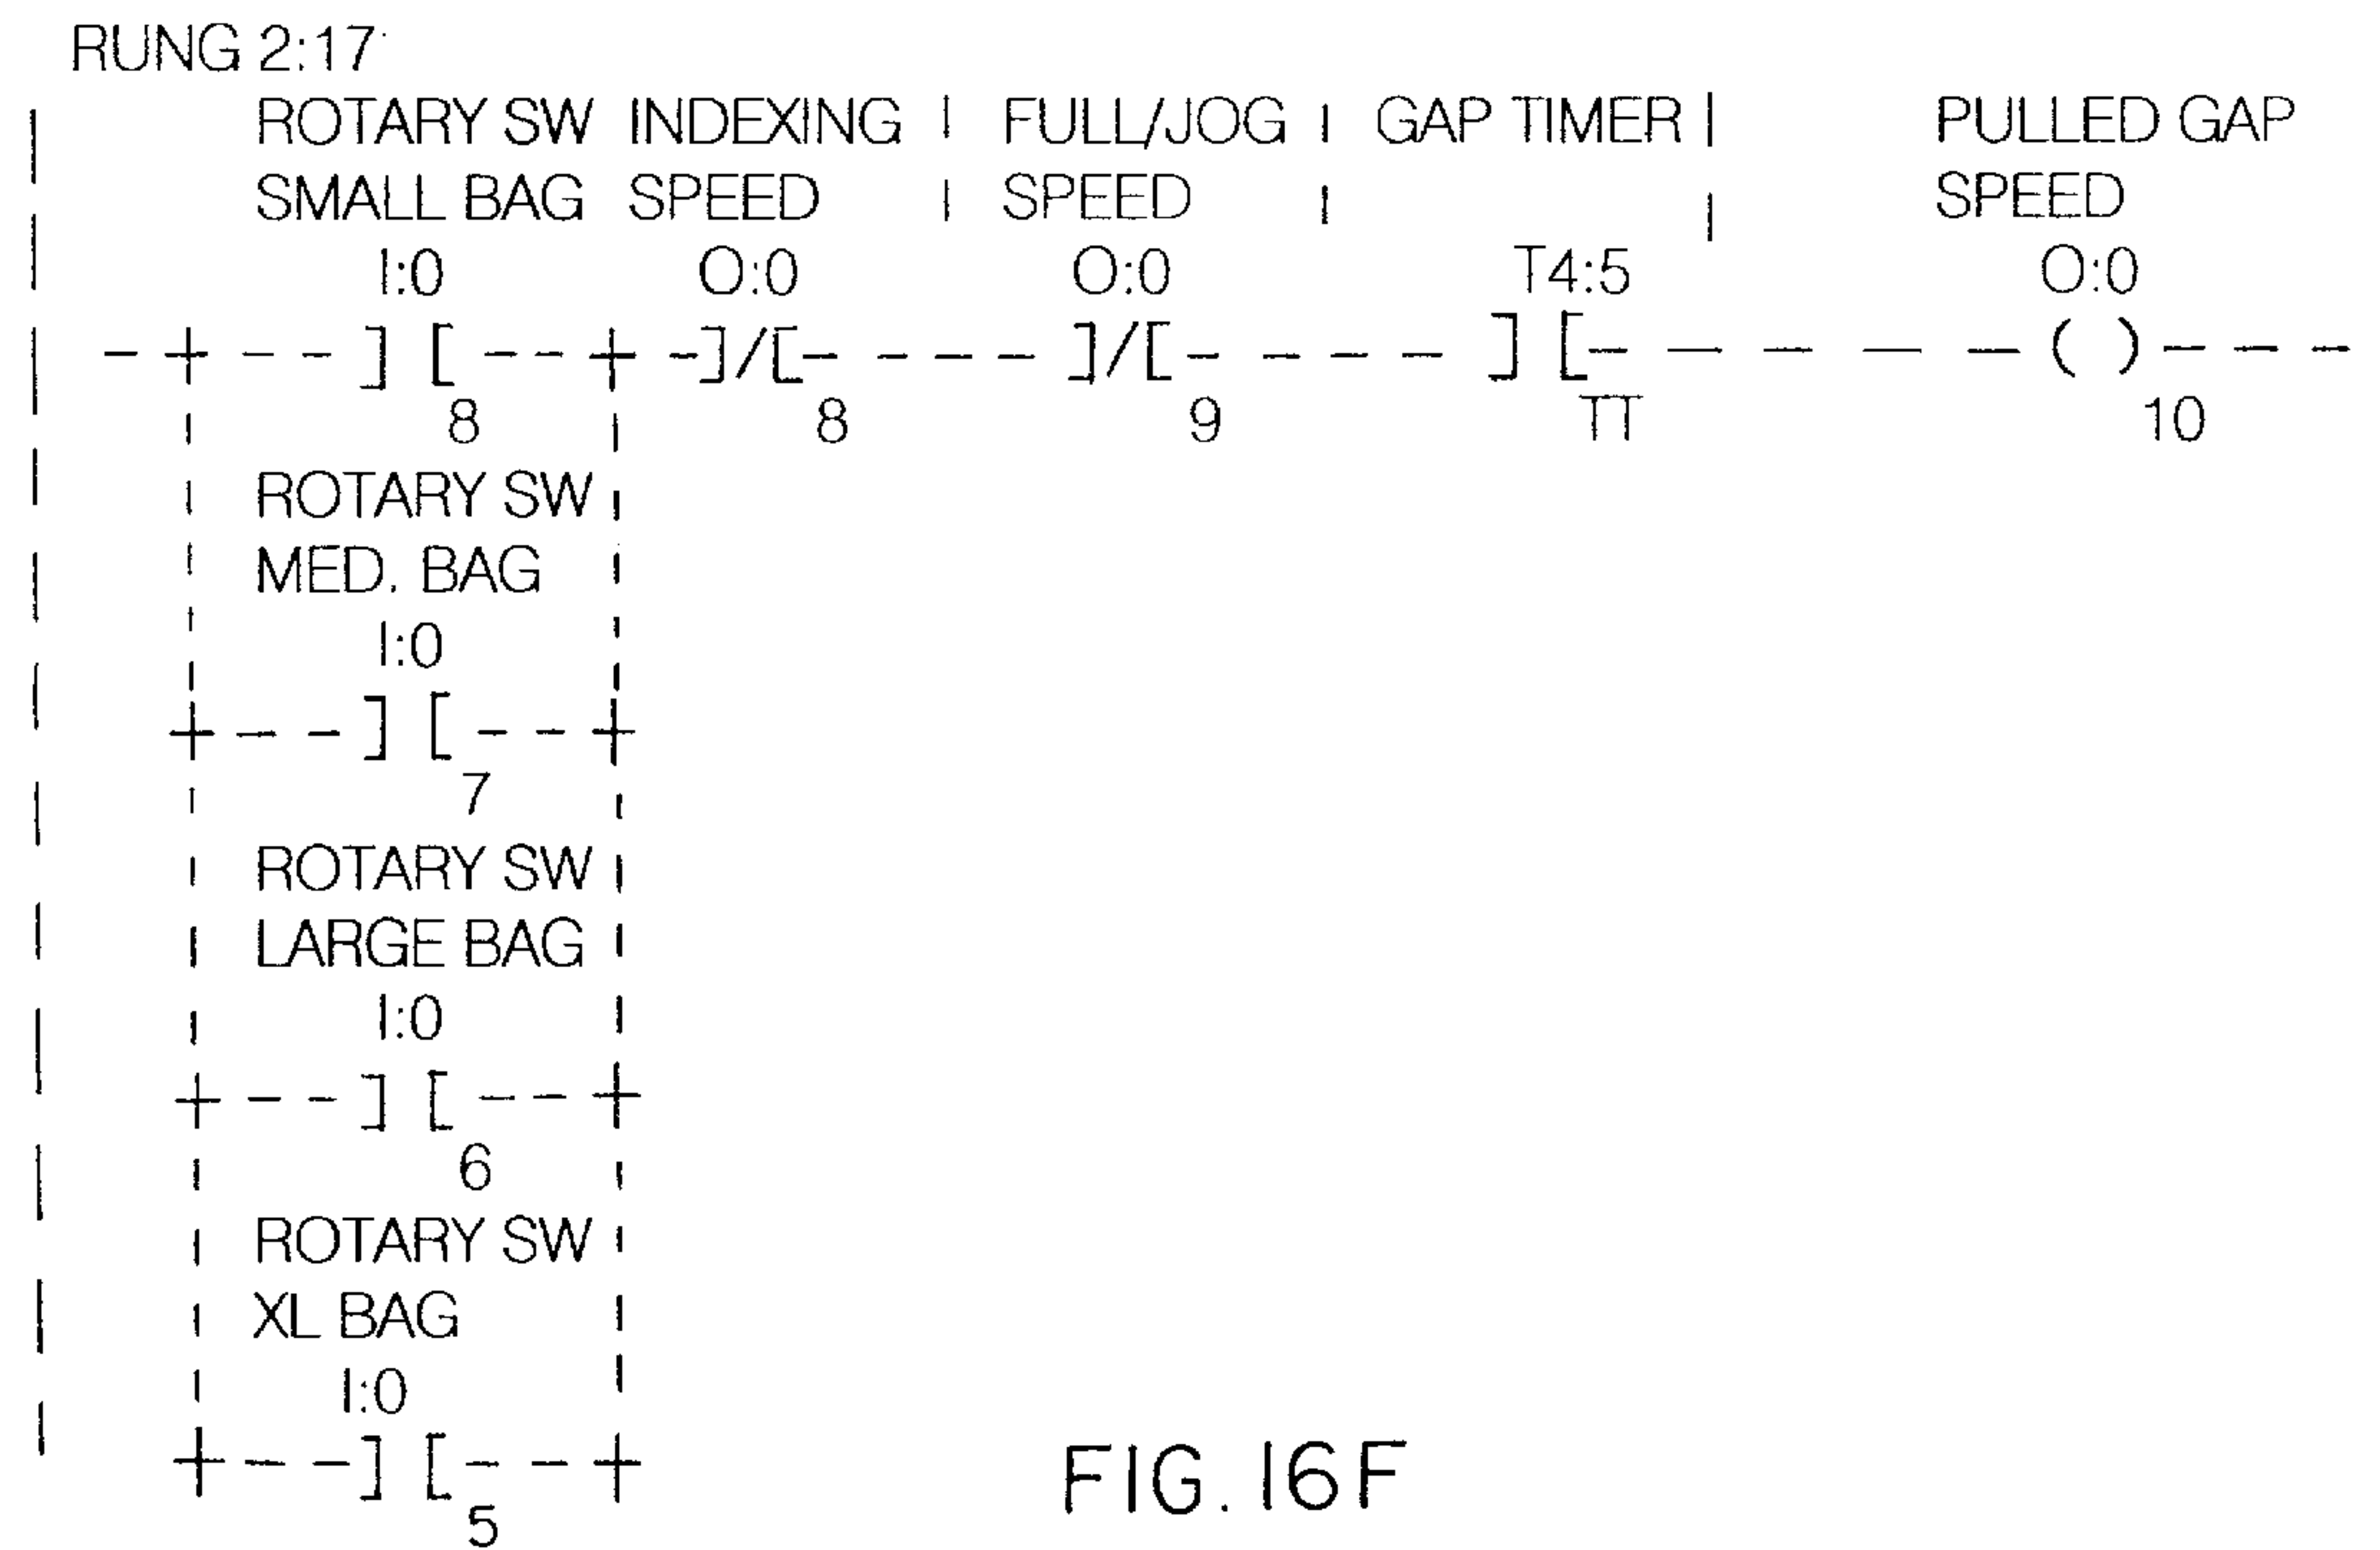 RUNG 2:17
ROTARY SW INDEXING | FULL/JOG | GAP TIMER | PULLED GAP
SMALL BAG SPEED | SPEED | | SPEED
I:0 O:0 O:0 T4:5 O:0
--+---] [---+--]/[-----]/[-----] [------( )---
8 8 9 TT 10
ROTARY SW
MED. BAG
I:0
+---] [---+
7
ROTARY SW
LARGE BAG
I:0
+---] [---+
6
ROTARY SW
XL BAG
I:0
+---] [---+
5
FIG. 16F